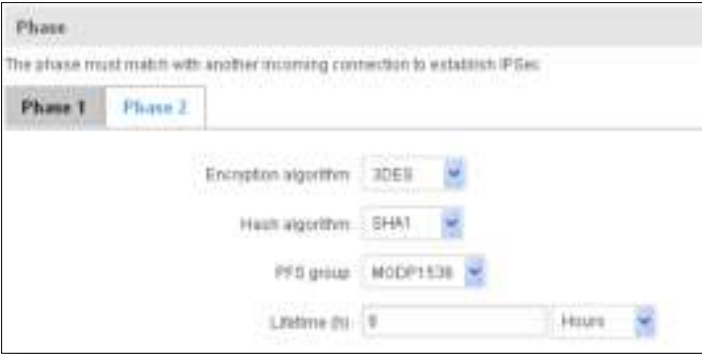 Phase
The phase must match with another incoming connection to establish IPSec
Phase 1 Phase 2
Encryption algorithm 3DES
Hash algorithm SHA1
PFS group MODP1536
Lifetime (h) 8 Hours